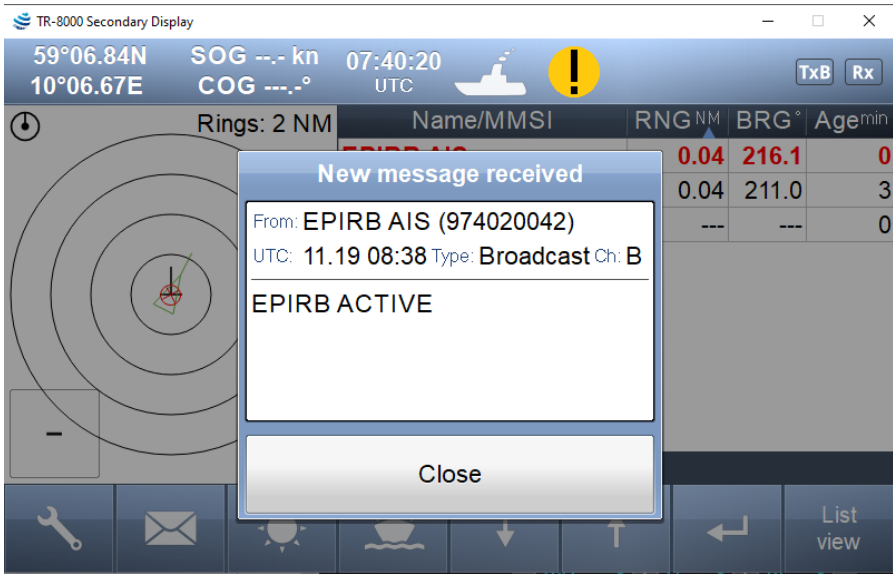 TR-8000 Secondary Display
59°06.84N SOG --.- kn 07:40:20
10°06.67E COG ---.-° UTC
! TxB Rx
Rings: 2 NM Name/MMSI RNG NM BRG° Age min
EPIRB AIS 0.04 216.1 0
0.04 211.0 3
--- --- 0
New message received
From: EPIRB AIS (974020042)
UTC: 11.19 08:38 Type: Broadcast Ch: B
EPIRB ACTIVE
Close
-
List
view